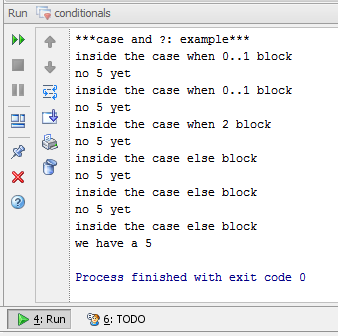 Run conditionals
***case and ?: example***
inside the case when 0..1 block
no 5 yet
inside the case when 0..1 block
no 5 yet
inside the case when 2 block
no 5 yet
inside the case else block
no 5 yet
inside the case else block
no 5 yet
inside the case else block
we have a 5
Process finished with exit code 0
4: Run 6: TODO